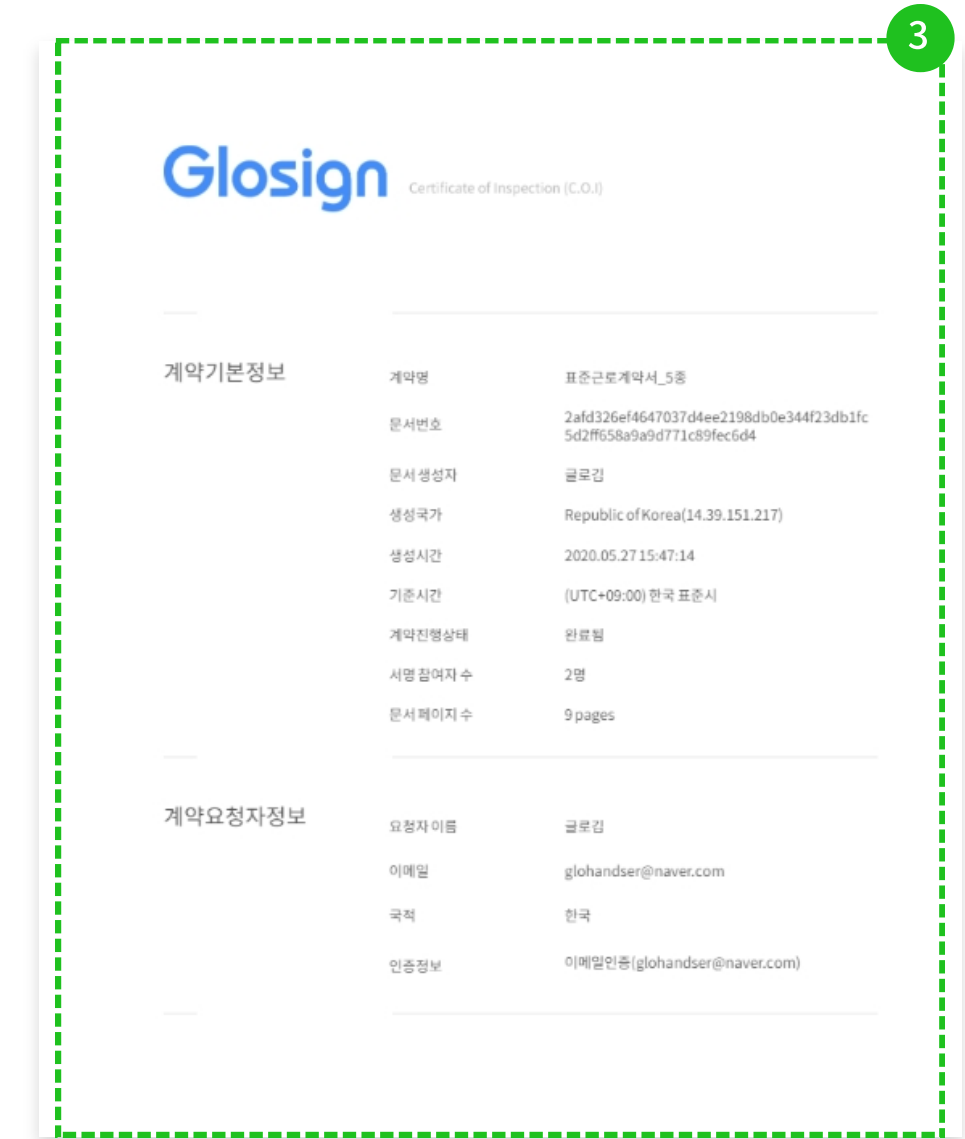 3
Glosign Certificate of Inspection (C.O.I)
계약기본정보
계약명 표준근로계약서_5종
문서번호 2afd326ef4647037d4ee2198db0e344f23db1fc
5d2ff658a9a9d771c89fec6d4
문서 생성자 글로김
생성국가 Republic of Korea(14.39.151.217)
생성시간 2020.05.27 15:47:14
기준시간 (UTC+09:00) 한국 표준시
계약진행상태 완료됨
서명 참여자 수 2명
문서 페이지 수 9 pages
계약요청자정보
요청자 이름 글로김
이메일 glohandser@naver.com
국적 한국
인증정보 이메일인증(glohandser@naver.com)